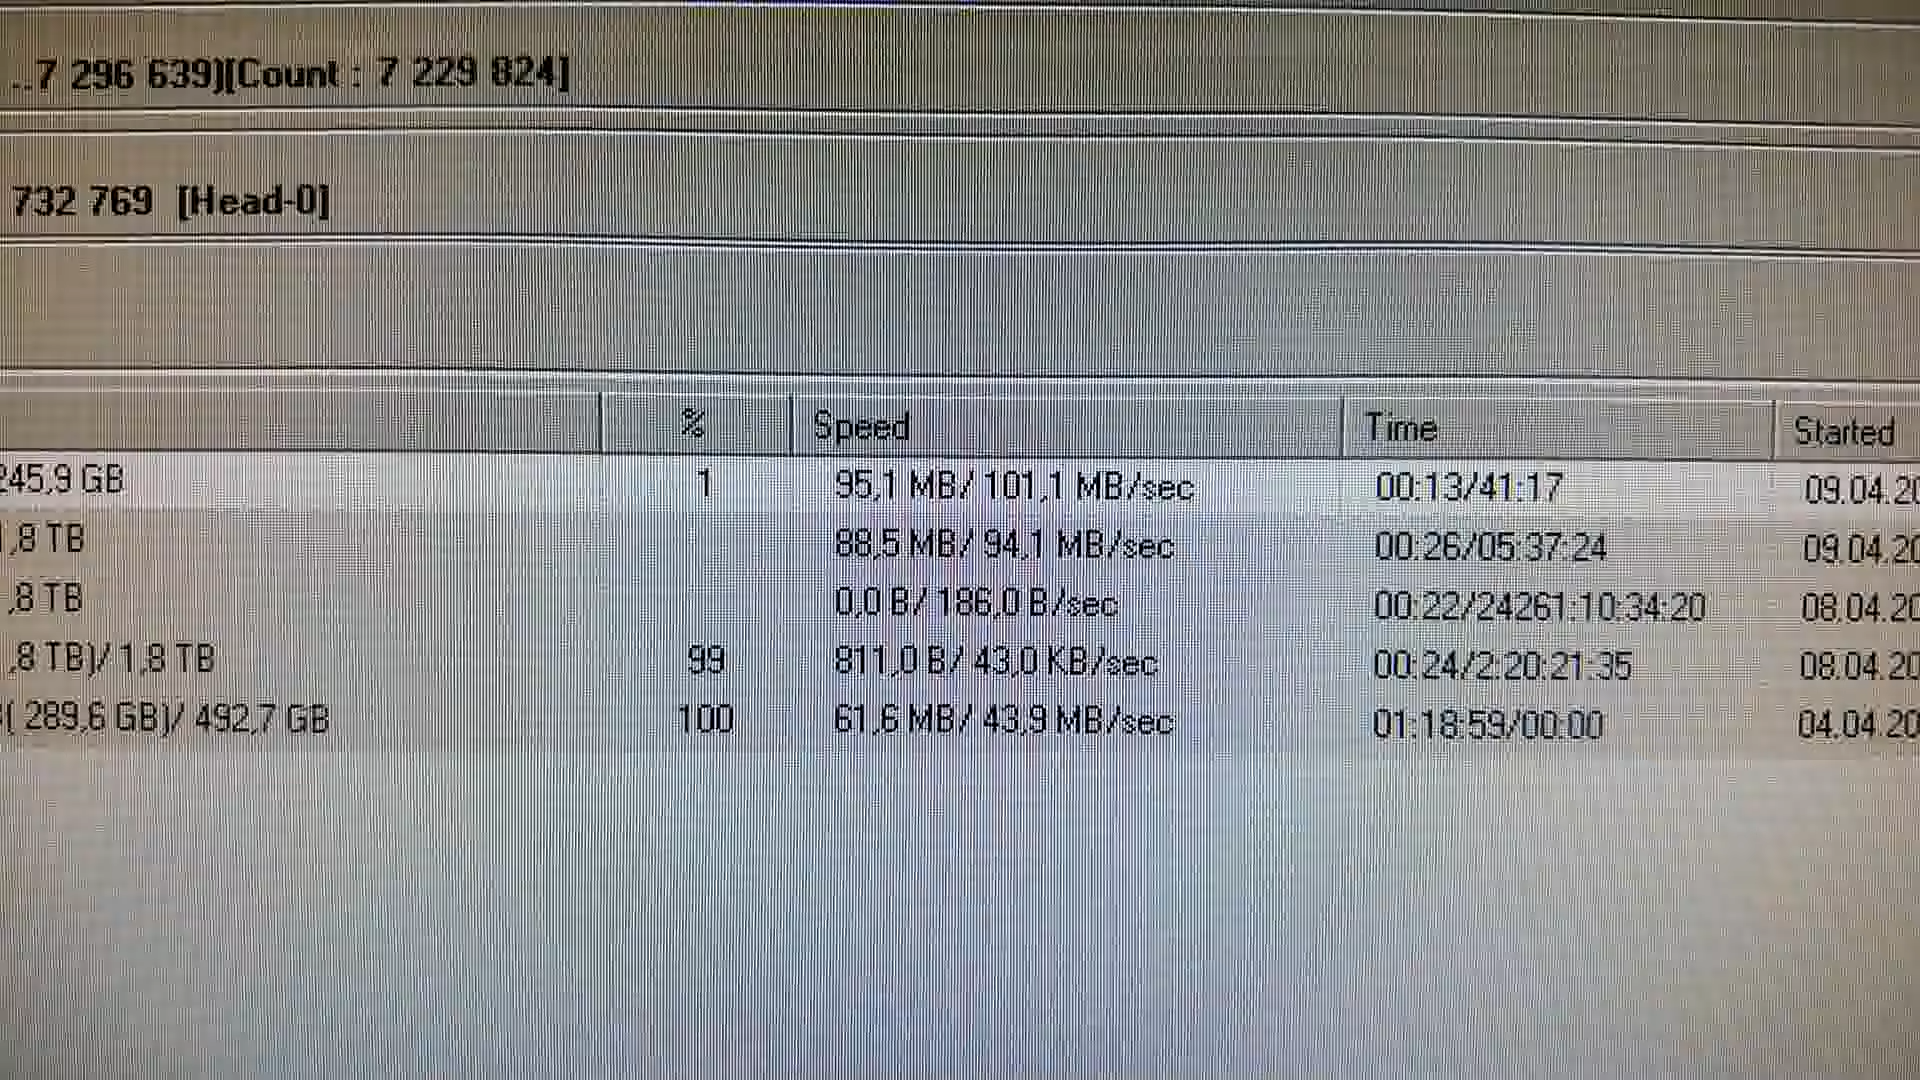 ..7 296 639)][Count : 7 229 824]
732 769 [Head-0]
% Speed Time Started
245,9 GB 1 95,1 MB/ 101,1 MB/sec 00:13/41:17 09.04.20
1,8 TB 88,5 MB/ 94,1 MB/sec 00:26/05:37:24 09.04.20
,8 TB 0,0 B/ 186,0 B/sec 00:22/24261:10:34:20 08.04.20
,8 TB)/ 1,8 TB 99 811,0 B/ 43,0 KB/sec 00:24/2:20:21:35 08.04.20
( 289,6 GB)/ 492,7 GB 100 61,6 MB/ 43,9 MB/sec 01:18:59/00:00 04.04.20